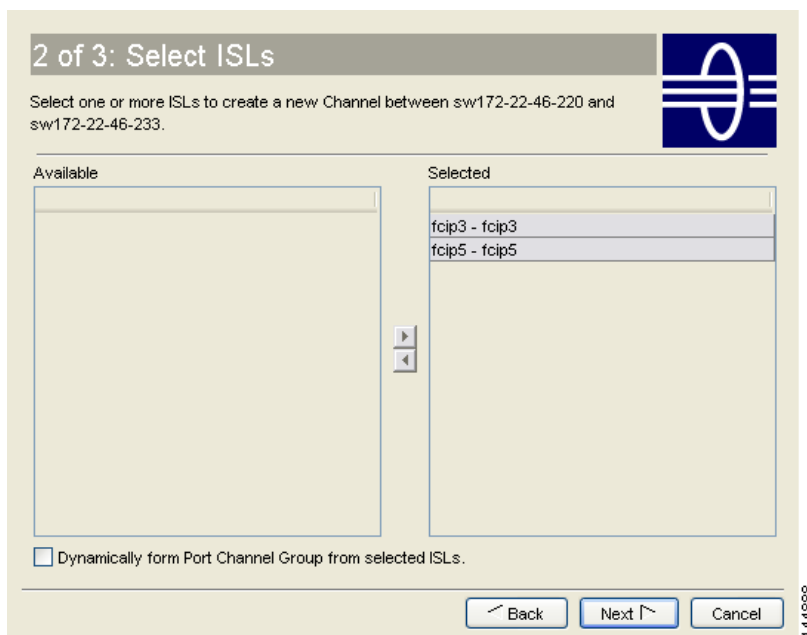 2 of 3: Select ISLs
Select one or more ISLs to create a new Channel between sw172-22-46-220 and
sw172-22-46-233.
Available
Selected
fcip3 - fcip3
fcip5 - fcip5
Dynamically form Port Channel Group from selected ISLs.
Back
Next
Cancel